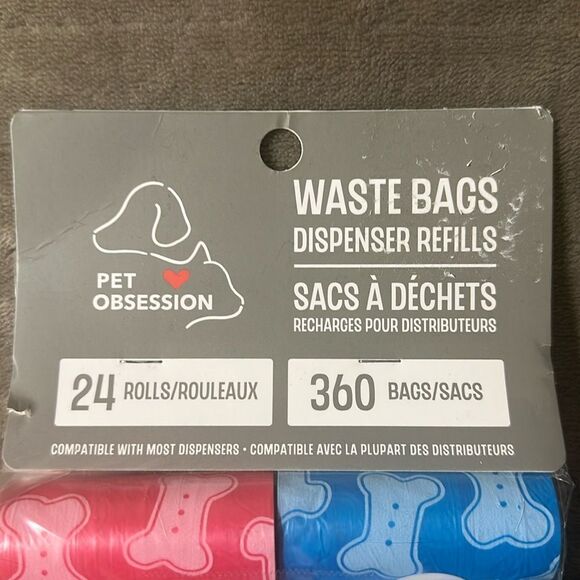 PET
OBSESSION
WASTE BAGS
DISPENSER REFILLS
SACS À DÉCHETS
RECHARGES POUR DISTRIBUTEURS
24 ROLLS/ROULEAUX
360 BAGS/SACS
COMPATIBLE WITH MOST DISPENSERS • COMPATIBLE AVEC LA PLUPART DES DISTRIBUTEURS